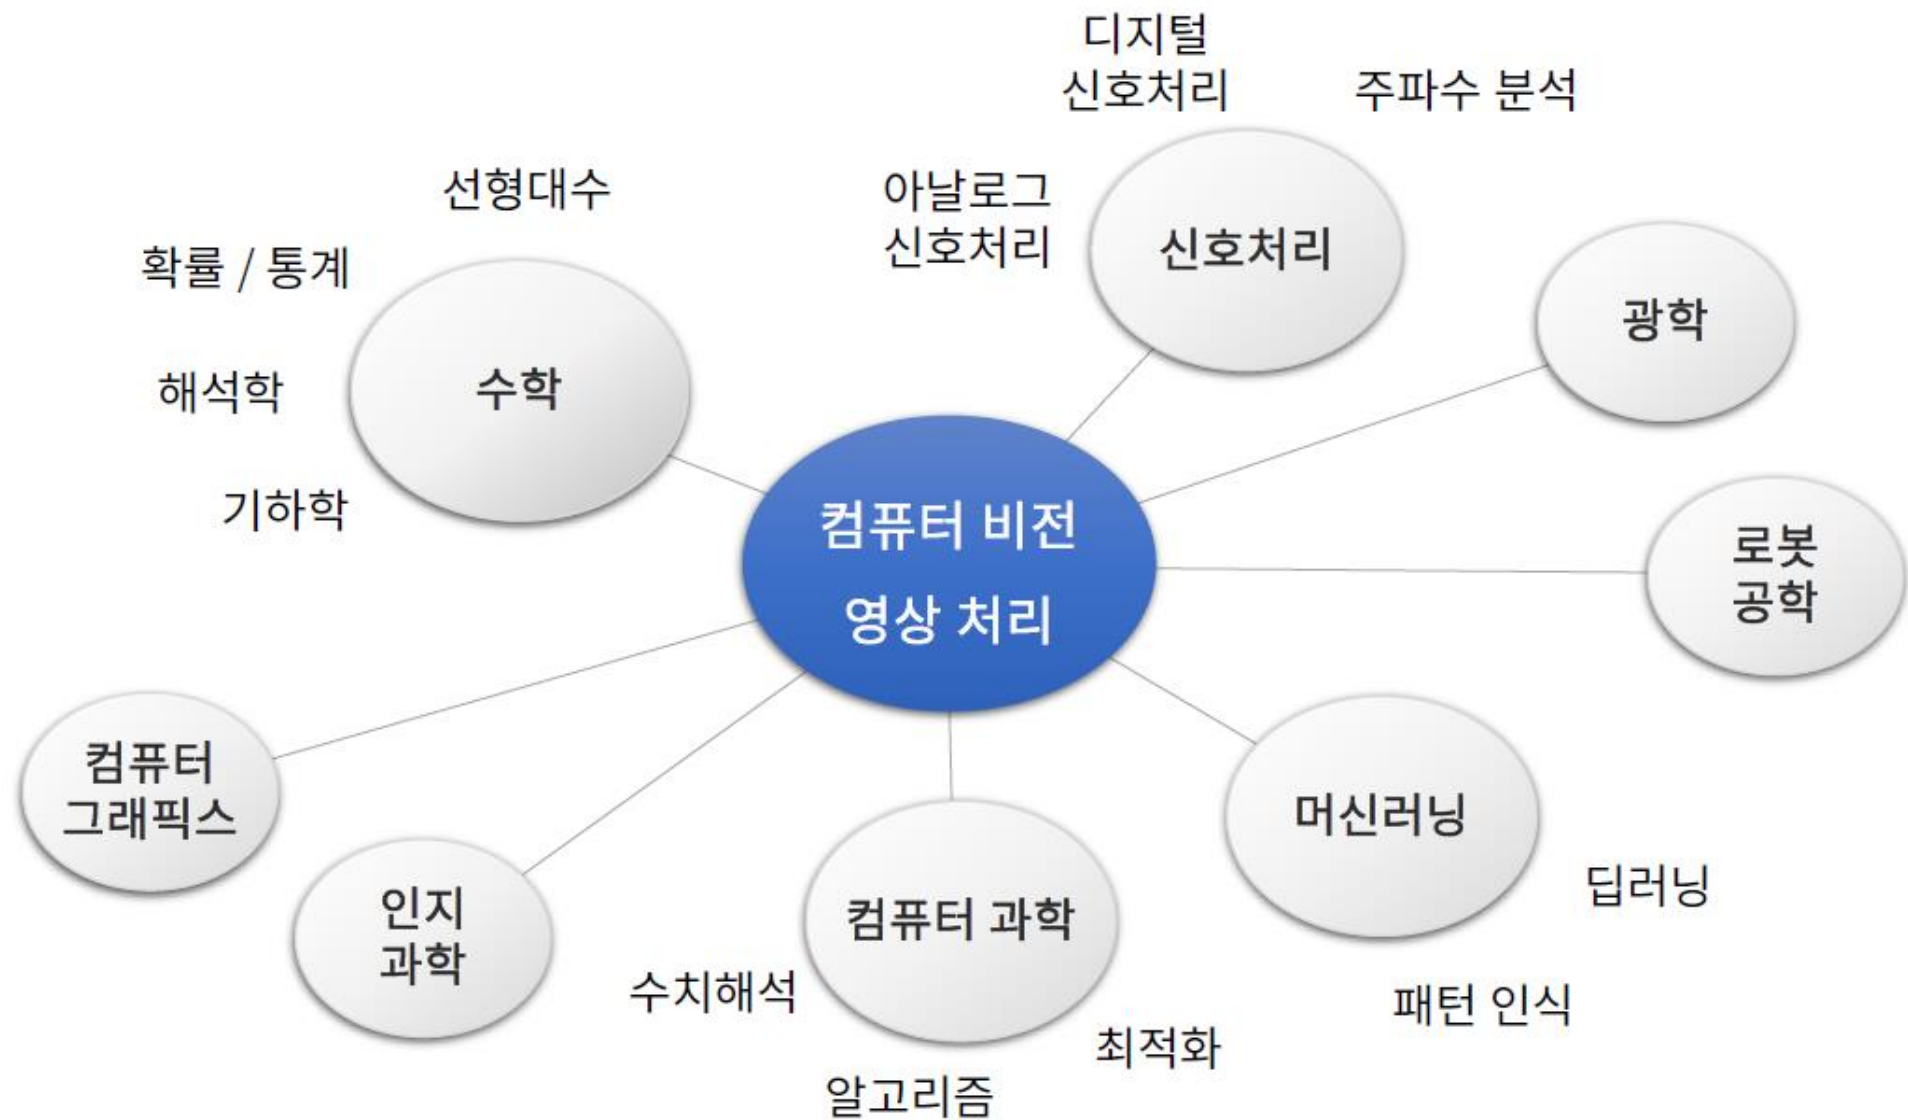 디지털
신호처리
주파수 분석
선형대수
아날로그
신호처리
신호처리
확률 / 통계
광학
해석학
수학
기하학
컴퓨터 비전
영상 처리
로봇
공학
컴퓨터
그래픽스
머신러닝
딥러닝
인지
과학
컴퓨터 과학
수치해석
패턴 인식
최적화
알고리즘